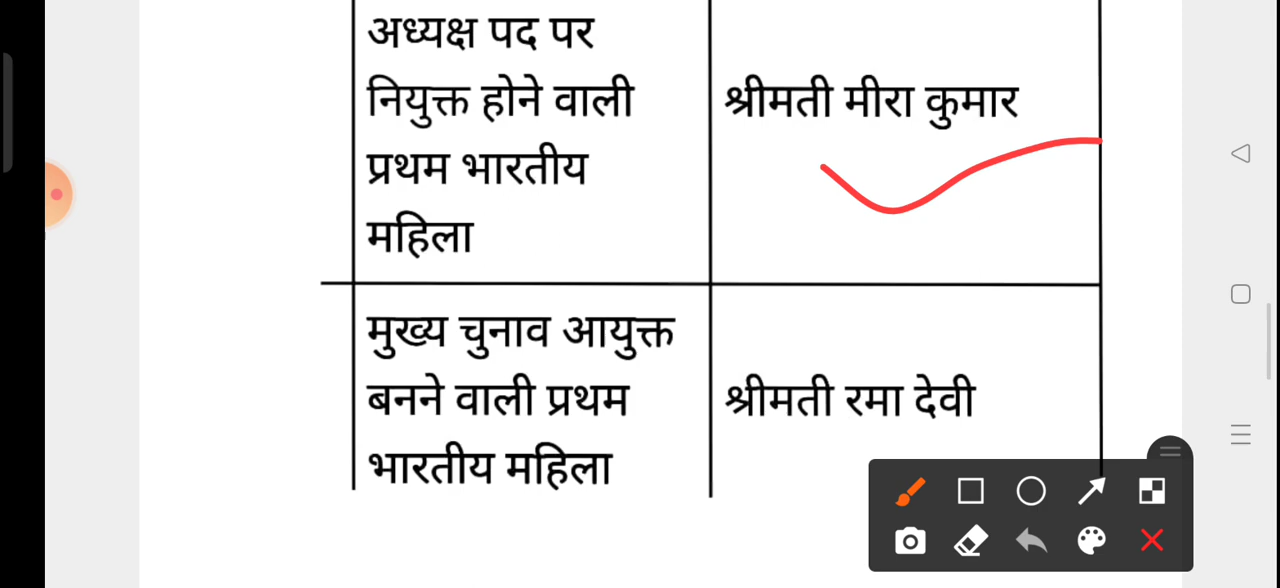 अध्यक्ष पद पर
नियुक्त होने वाली
प्रथम भारतीय
महिला
श्रीमती मीरा कुमार
मुख्य चुनाव आयुक्त
बनने वाली प्रथम
भारतीय महिला
श्रीमती रमा देवी